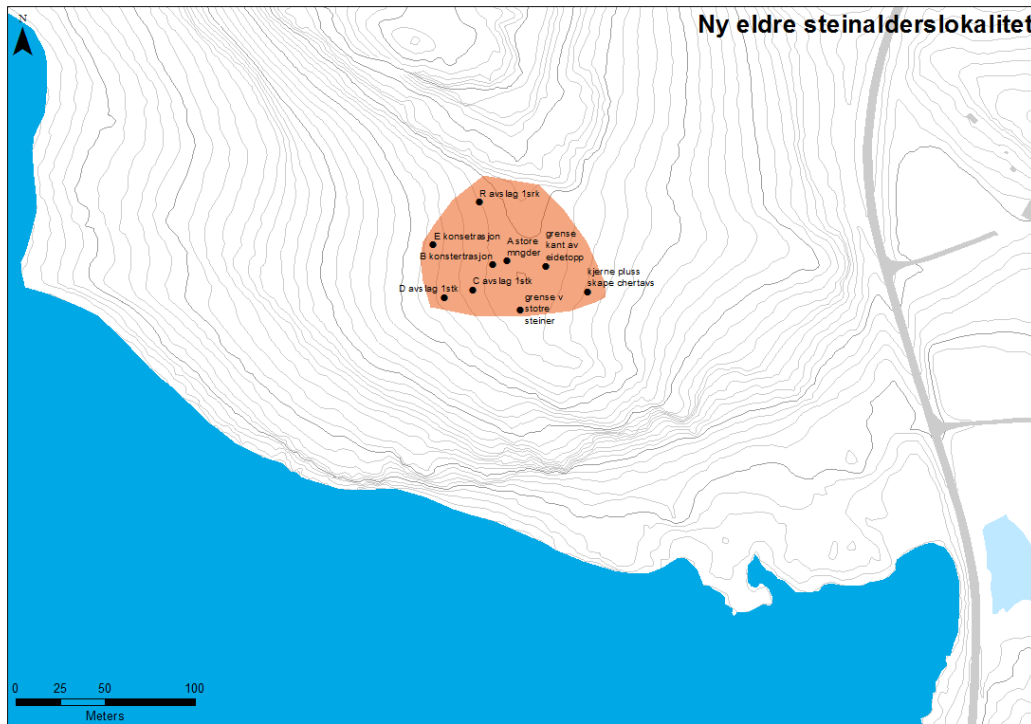 Ny eldre steinalderslokalitet
N
R avslag 1srk
E konsetrasjon
A store
mngder
grense
kant av
eidetopp
B konstertrasjon
kjerne pluss
skape chertavs
D avslag 1stk
C avslag 1stk
grense v
stotre
steiner
0 25 50 100
Meters